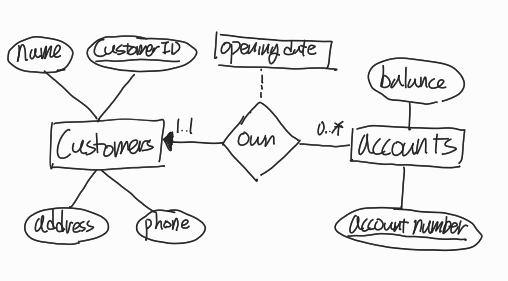 name
CustomerID
opening date
balance
Customers
1..1
own
0..*
accounts
address
phone
account number